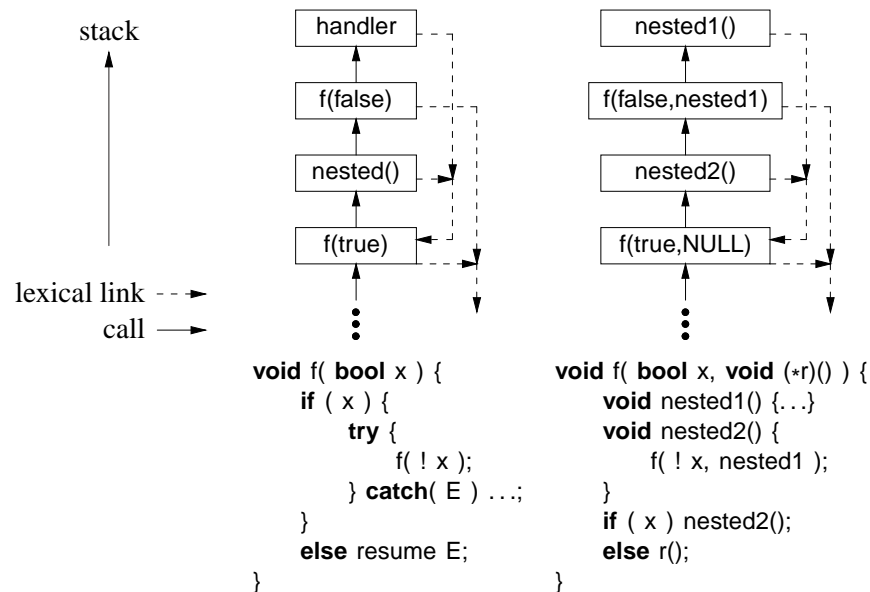 stack
handler
f(false)
nested()
f(true)
nested1()
f(false,nested1)
nested2()
f(true,NULL)
lexical link
call
void f( bool x ) {
if ( x ) {
try {
f( ! x );
} catch( E ) ...;
}
else resume E;
}
void f( bool x, void (*r)() ) {
void nested1() {...}
void nested2() {
f( ! x, nested1 );
}
if ( x ) nested2();
else r();
}